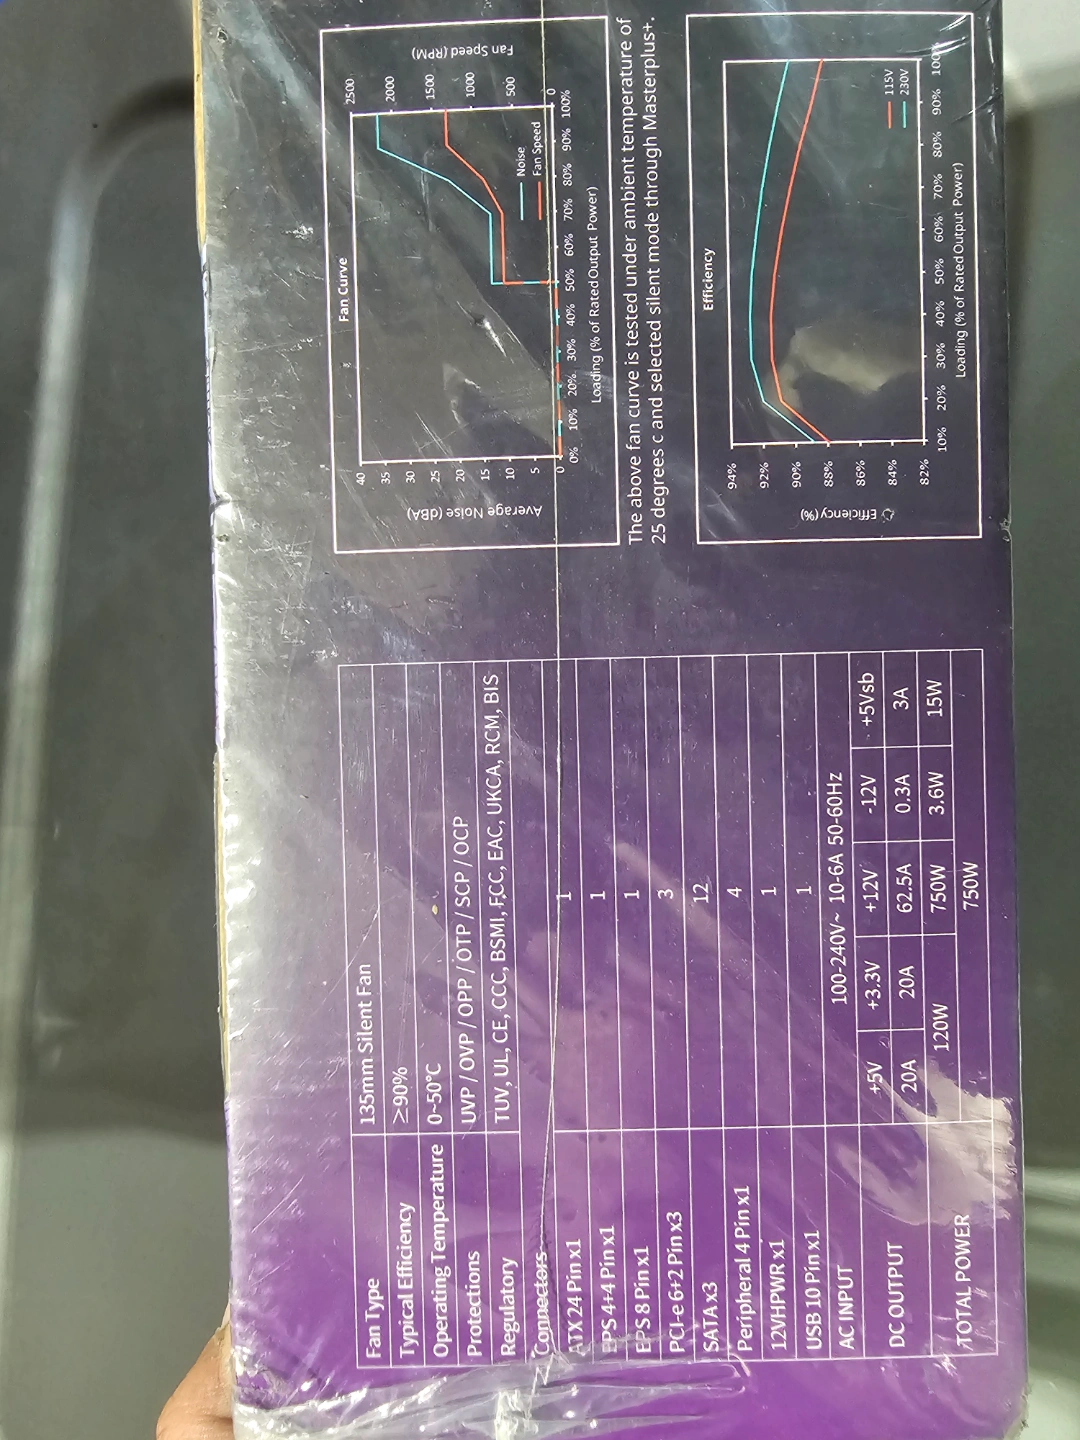 Fan Type 135mm Silent Fan
Typical Efficiency ≥90%
Operating Temperature 0~50°C
Protections UVP / OVP / OPP / OTP / SCP / OCP
Regulatory TUV, UL, CE, CCC, BSMI, FCC, EAC, UKCA, RCM, BIS
Connectors
ATX 24 Pin x1 1
EPS 4+4 Pin x1 1
EPS 8 Pin x1 1
PCI-e 6+2 Pin x3 3
SATA x3 12
Peripheral 4 Pin x1 4
12VHPWR x1 1
USB 10 Pin x1 1
AC INPUT 100-240V~ 10-6A 50-60Hz
DC OUTPUT +5V +3.3V +12V -12V +5Vsb
20A 20A 62.5A 0.3A 3A
120W 750W 3.6W 15W
TOTAL POWER 750W
Fan Curve
Average Noise (dBA)
40
35
30
25
20
15
10
5
0
Fan Speed (RPM)
2500
2000
1500
1000
500
0
Noise
Fan Speed
0% 10% 20% 30% 40% 50% 60% 70% 80% 90% 100%
Loading (% of Rated Output Power)
The above fan curve is tested under ambient temperature of
25 degrees c and selected silent mode through Masterplus+.
Efficiency
Efficiency (%)
94%
92%
90%
88%
86%
84%
82%
115V
230V
10% 20% 30% 40% 50% 60% 70% 80% 90% 100%
Loading (% of Rated Output Power)